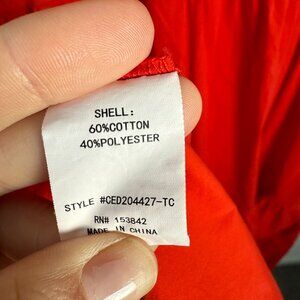 SHELL:
60%COTTON
40%POLYESTER
STYLE #CED204427-TC
RN# 153842
MADE IN CHINA